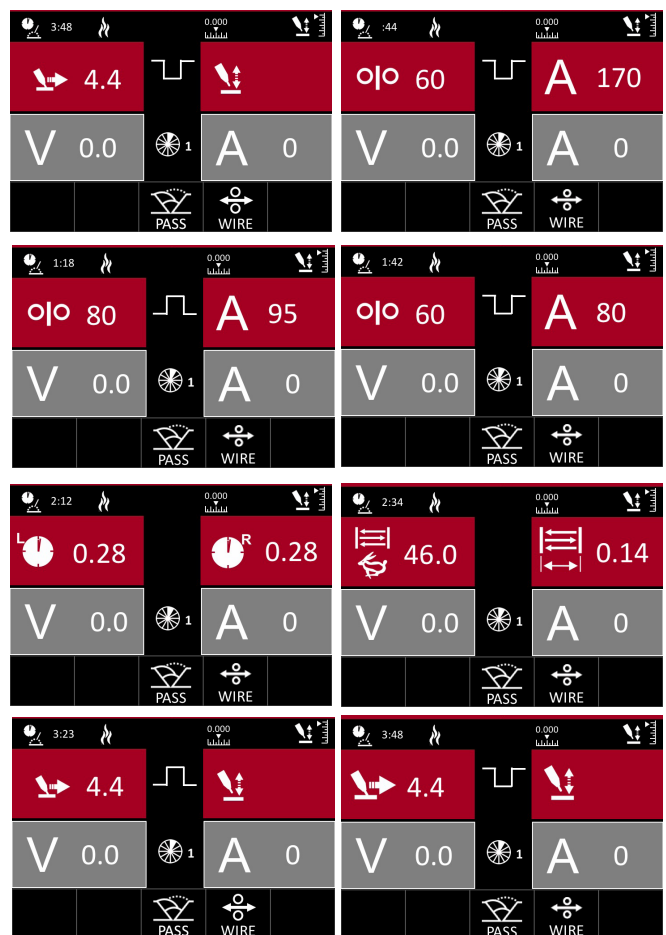 3:48 0.000
4.4
V 0.0 1 A 0
PASS WIRE
:44 0.000
60 A 170
V 0.0 1 A 0
PASS WIRE
1:18 0.000
80 A 95
V 0.0 1 A 0
PASS WIRE
1:42 0.000
60 A 80
V 0.0 1 A 0
PASS WIRE
2:12 0.000
L 0.28 R 0.28
V 0.0 1 A 0
PASS WIRE
2:34 0.000
46.0 0.14
V 0.0 1 A 0
PASS WIRE
3:23 0.000
4.4
V 0.0 1 A 0
PASS WIRE
3:48 0.000
4.4
V 0.0 1 A 0
PASS WIRE